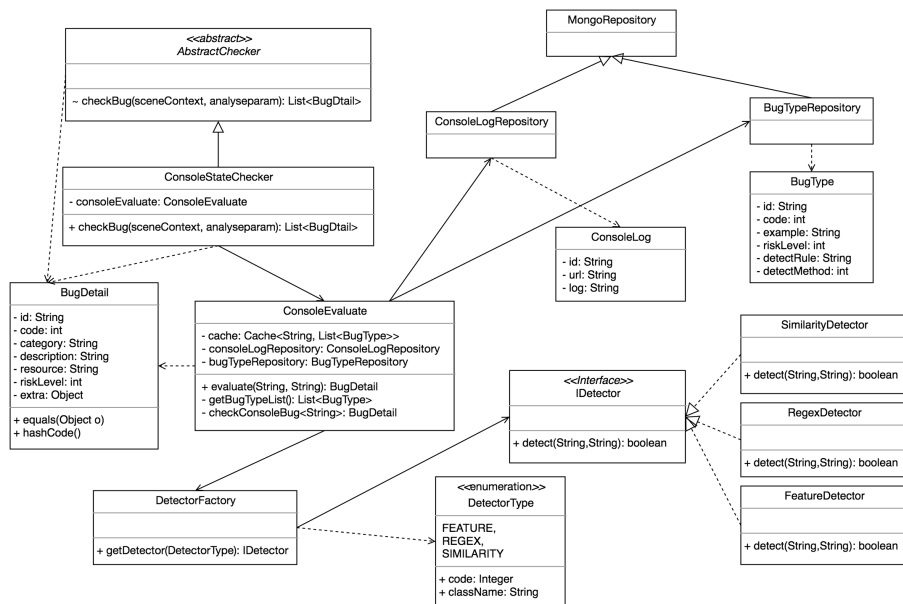 <<abstract>>
AbstractChecker
~ checkBug(sceneContext, analyseparam): List<BugDtail>
MongoRepository
ConsoleLogRepository
BugTypeRepository
ConsoleStateChecker
- consoleEvaluate: ConsoleEvaluate
+ checkBug(sceneContext, analyseparam): List<BugDtail>
BugType
- id: String
- code: int
- example: String
- riskLevel: int
- detectRule: String
- detectMethod: int
ConsoleLog
- id: String
- url: String
- log: String
BugDetail
- id: String
- code: int
- category: String
- description: String
- resource: String
- riskLevel: int
- extra: Object
+ equals(Object o)
+ hashCode()
ConsoleEvaluate
- cache: Cache<String, List<BugType>>
- consoleLogRepository: ConsoleLogRepository
- bugTypeRepository: BugTypeRepository
+ evaluate(String, String): BugDetail
- getBugTypeList(): List<BugType>
- checkConsoleBug<String>: BugDetail
SimilarityDetector
+ detect(String,String): boolean
<<Interface>>
IDetector
+ detect(String,String): boolean
RegexDetector
+ detect(String,String): boolean
FeatureDetector
+ detect(String,String): boolean
DetectorFactory
+ getDetector(DetectorType): IDetector
<<enumeration>>
DetectorType
FEATURE,
REGEX,
SIMILARITY
+ code: Integer
+ className: String